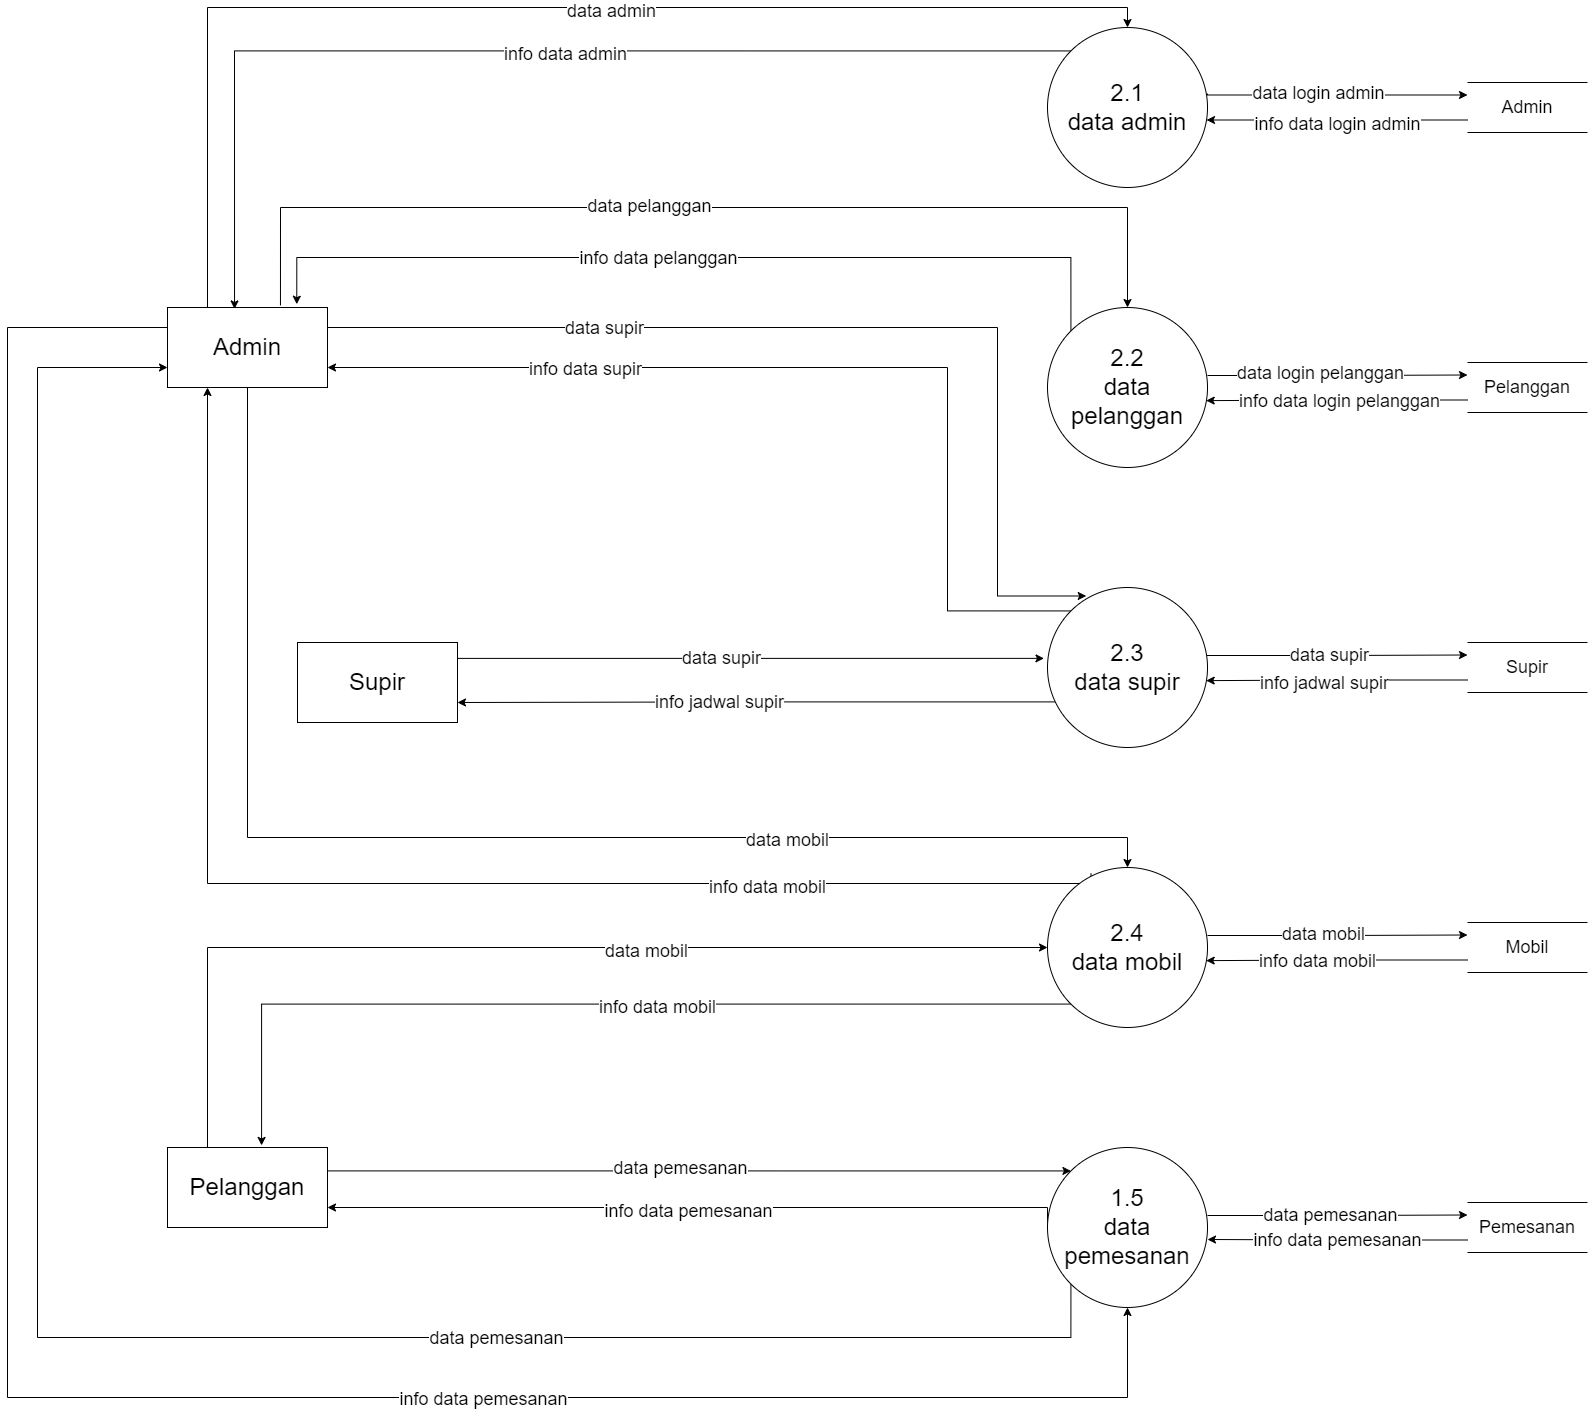 data admin
info data admin
2.1
data admin
data login admin
info data login admin
Admin
data pelanggan
info data pelanggan
Admin
data supir
info data supir
2.2
data
pelanggan
data login pelanggan
info data login pelanggan
Pelanggan
Supir
data supir
info jadwal supir
2.3
data supir
data supir
info jadwal supir
Supir
data mobil
info data mobil
data mobil
info data mobil
2.4
data mobil
data mobil
info data mobil
Mobil
Pelanggan
data pemesanan
info data pemesanan
1.5
data
pemesanan
data pemesanan
info data pemesanan
Pemesanan
data pemesanan
info data pemesanan